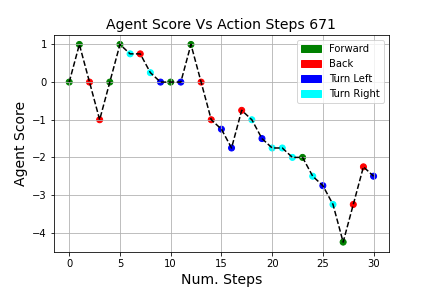 Agent Score Vs Action Steps 671
Forward
Back
Turn Left
Turn Right
Agent Score
1
0
−1
−2
−3
−4
0 5 10 15 20 25 30
Num. Steps